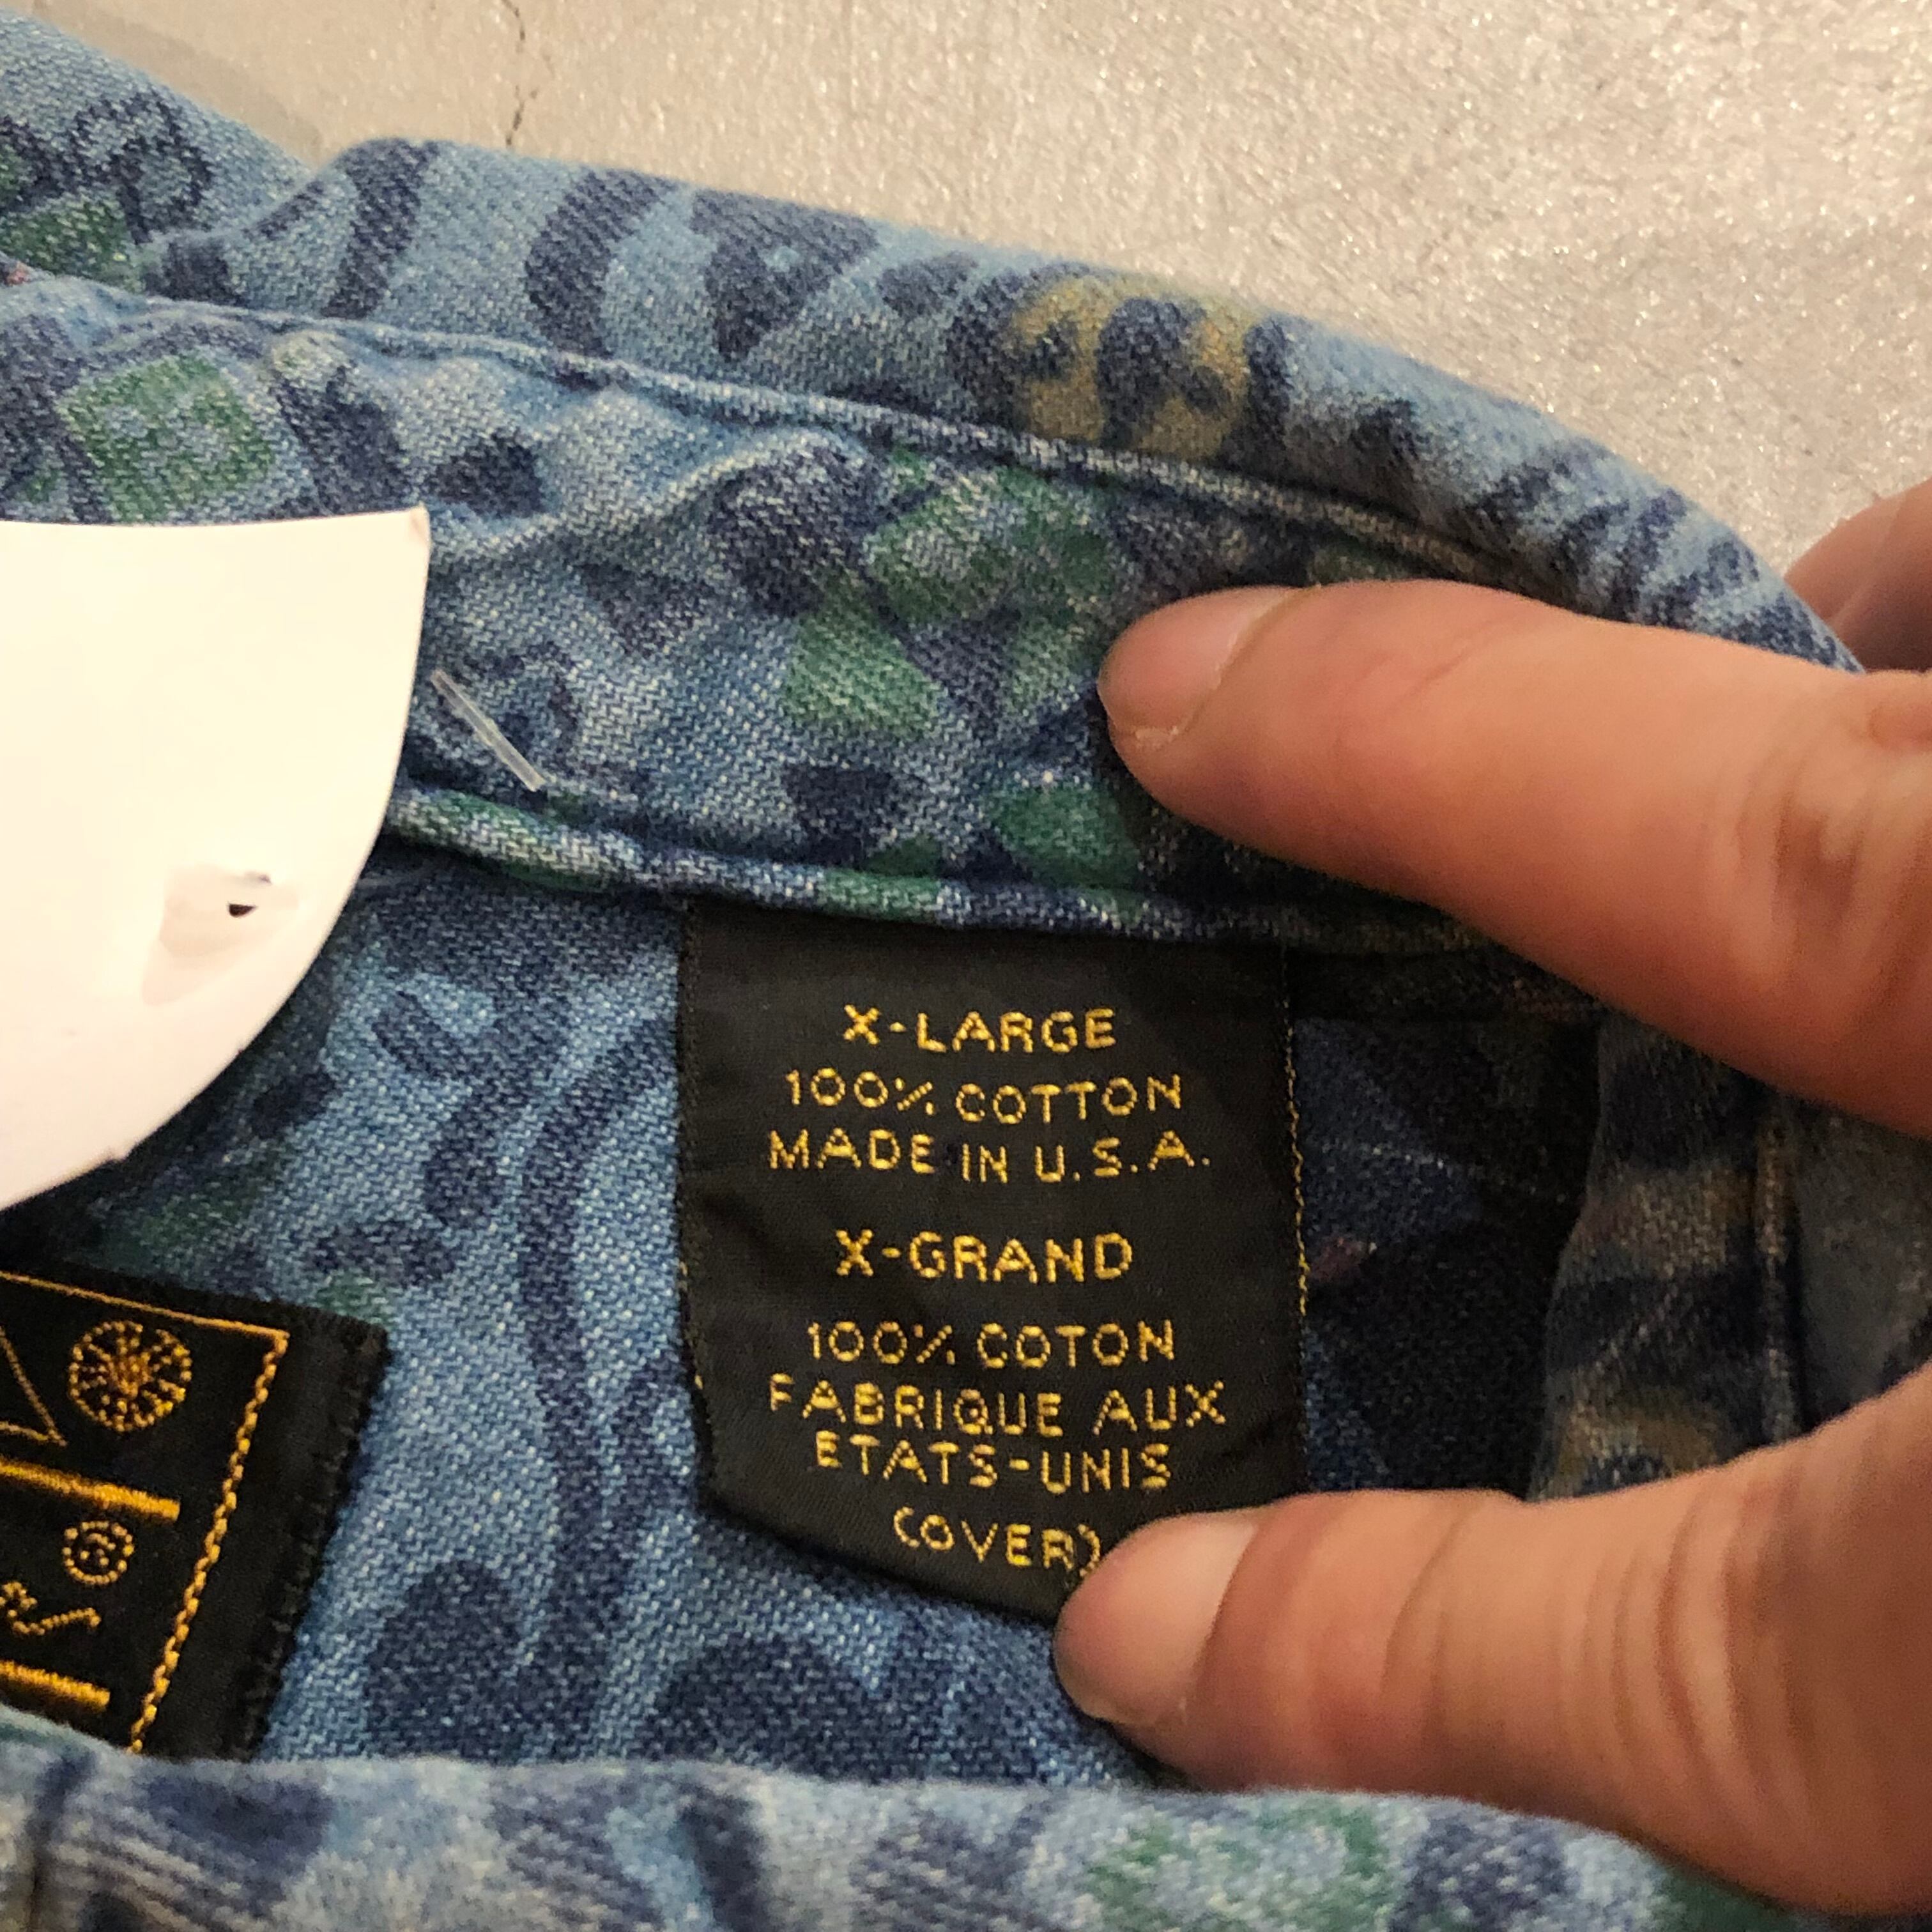 X-LARGE
100% COTTON
MADE IN U.S.A.
X-GRAND
100% COTON
FABRIQUE AUX
ETATS-UNIS
(OVER)